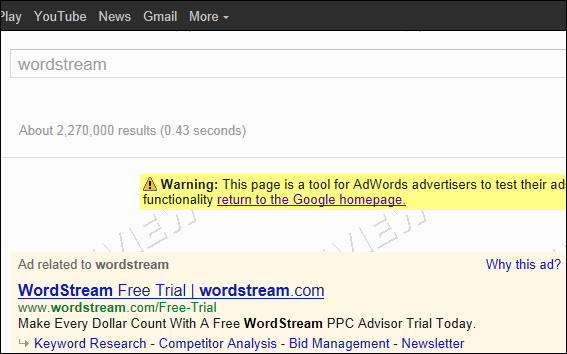 Play YouTube News Gmail More
wordstream
About 2,270,000 results (0.43 seconds)
Warning: This page is a tool for AdWords advertisers to test their ads
functionality return to the Google homepage.
Ad related to wordstream Why this ad?
WordStream Free Trial | wordstream.com
www.wordstream.com/Free-Trial
Make Every Dollar Count With A Free WordStream PPC Advisor Trial Today.
Keyword Research - Competitor Analysis - Bid Management - Newsletter